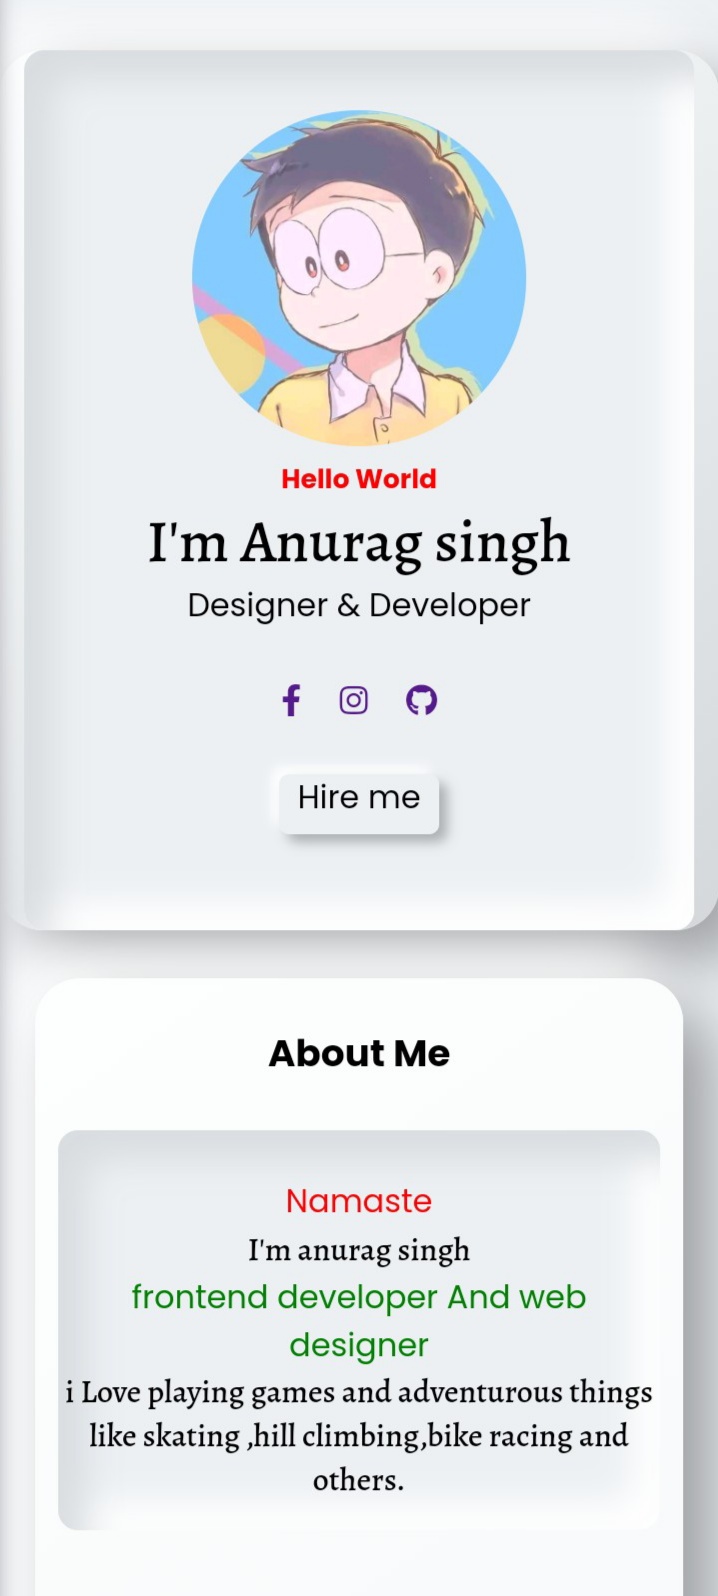 Hello World
I'm Anurag singh
Designer & Developer
Hire me
About Me
Namaste
I'm anurag singh
frontend developer And web
designer
i Love playing games and adventurous things
like skating ,hill climbing,bike racing and
others.